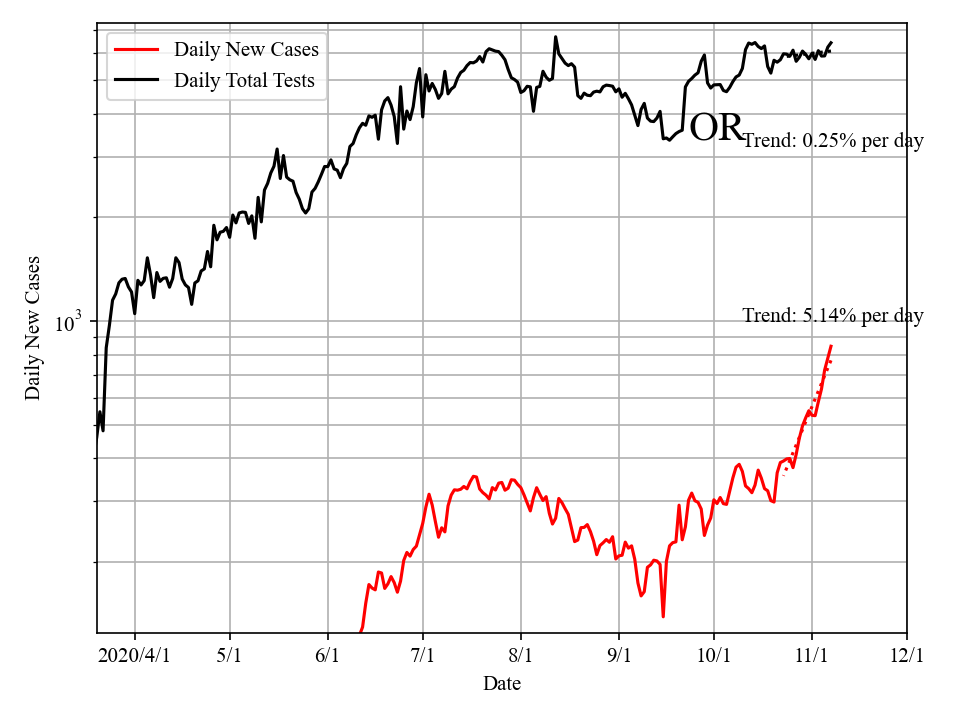 Daily New Cases
Daily Total Tests
OR
Trend: 0.25% per day
Trend: 5.14% per day
Daily New Cases
10^3
2020/4/1 5/1 6/1 7/1 8/1 9/1 10/1 11/1 12/1
Date